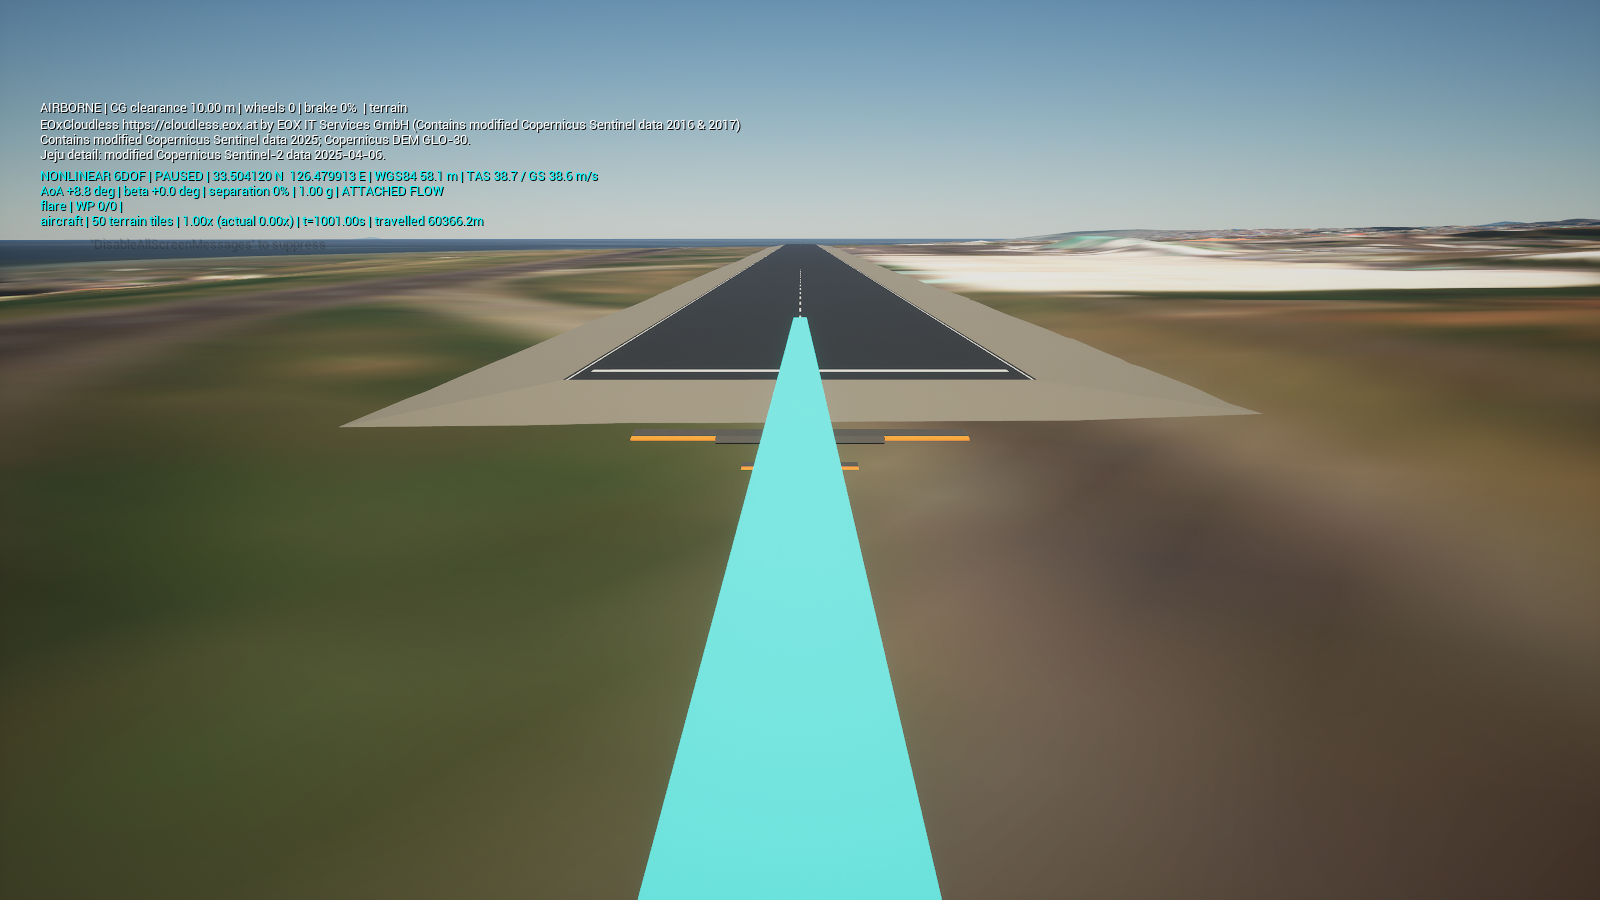 AIRBORNE | CG clearance 10.00 m | wheels 0 | brake 0% | terrain
EOxCloudless https://cloudless.eox.at by EOX IT Services GmbH (Contains modified Copernicus Sentinel data 2016 & 2017)
Contains modified Copernicus Sentinel data 2025; Copernicus DEM GLO-30.
Jeju detail: modified Copernicus Sentinel-2 data 2025-04-06.
NONLINEAR 6DOF | PAUSED | 33.504120 N 126.479913 E | WGS84 58.1 m | TAS 38.7 / GS 38.6 m/s
AoA +8.8 deg | beta +0.0 deg | separation 0% | 1.00 g | ATTACHED FLOW
flare | WP 0/0 |
aircraft | 50 terrain tiles | 1.00x (actual 0.00x) | t=1001.00s | travelled 60366.2m
'DisableAllScreenMessages' to suppress